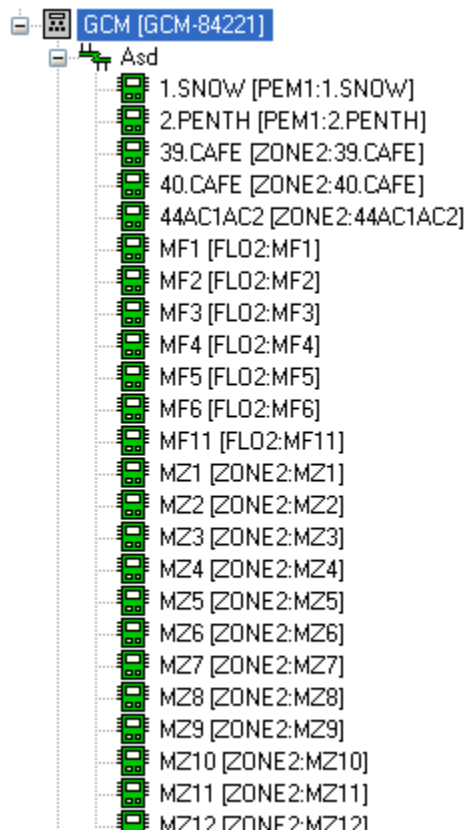 GCM [GCM-84221]
Asd
1.SNOW [PEM1:1.SNOW]
2.PENTH [PEM1:2.PENTH]
39.CAFE [ZONE2:39.CAFE]
40.CAFE [ZONE2:40.CAFE]
44AC1AC2 [ZONE2:44AC1AC2]
MF1 [FLO2:MF1]
MF2 [FLO2:MF2]
MF3 [FLO2:MF3]
MF4 [FLO2:MF4]
MF5 [FLO2:MF5]
MF6 [FLO2:MF6]
MF11 [FLO2:MF11]
MZ1 [ZONE2:MZ1]
MZ2 [ZONE2:MZ2]
MZ3 [ZONE2:MZ3]
MZ4 [ZONE2:MZ4]
MZ5 [ZONE2:MZ5]
MZ6 [ZONE2:MZ6]
MZ7 [ZONE2:MZ7]
MZ8 [ZONE2:MZ8]
MZ9 [ZONE2:MZ9]
MZ10 [ZONE2:MZ10]
MZ11 [ZONE2:MZ11]
MZ12 [ZONE2:MZ12]